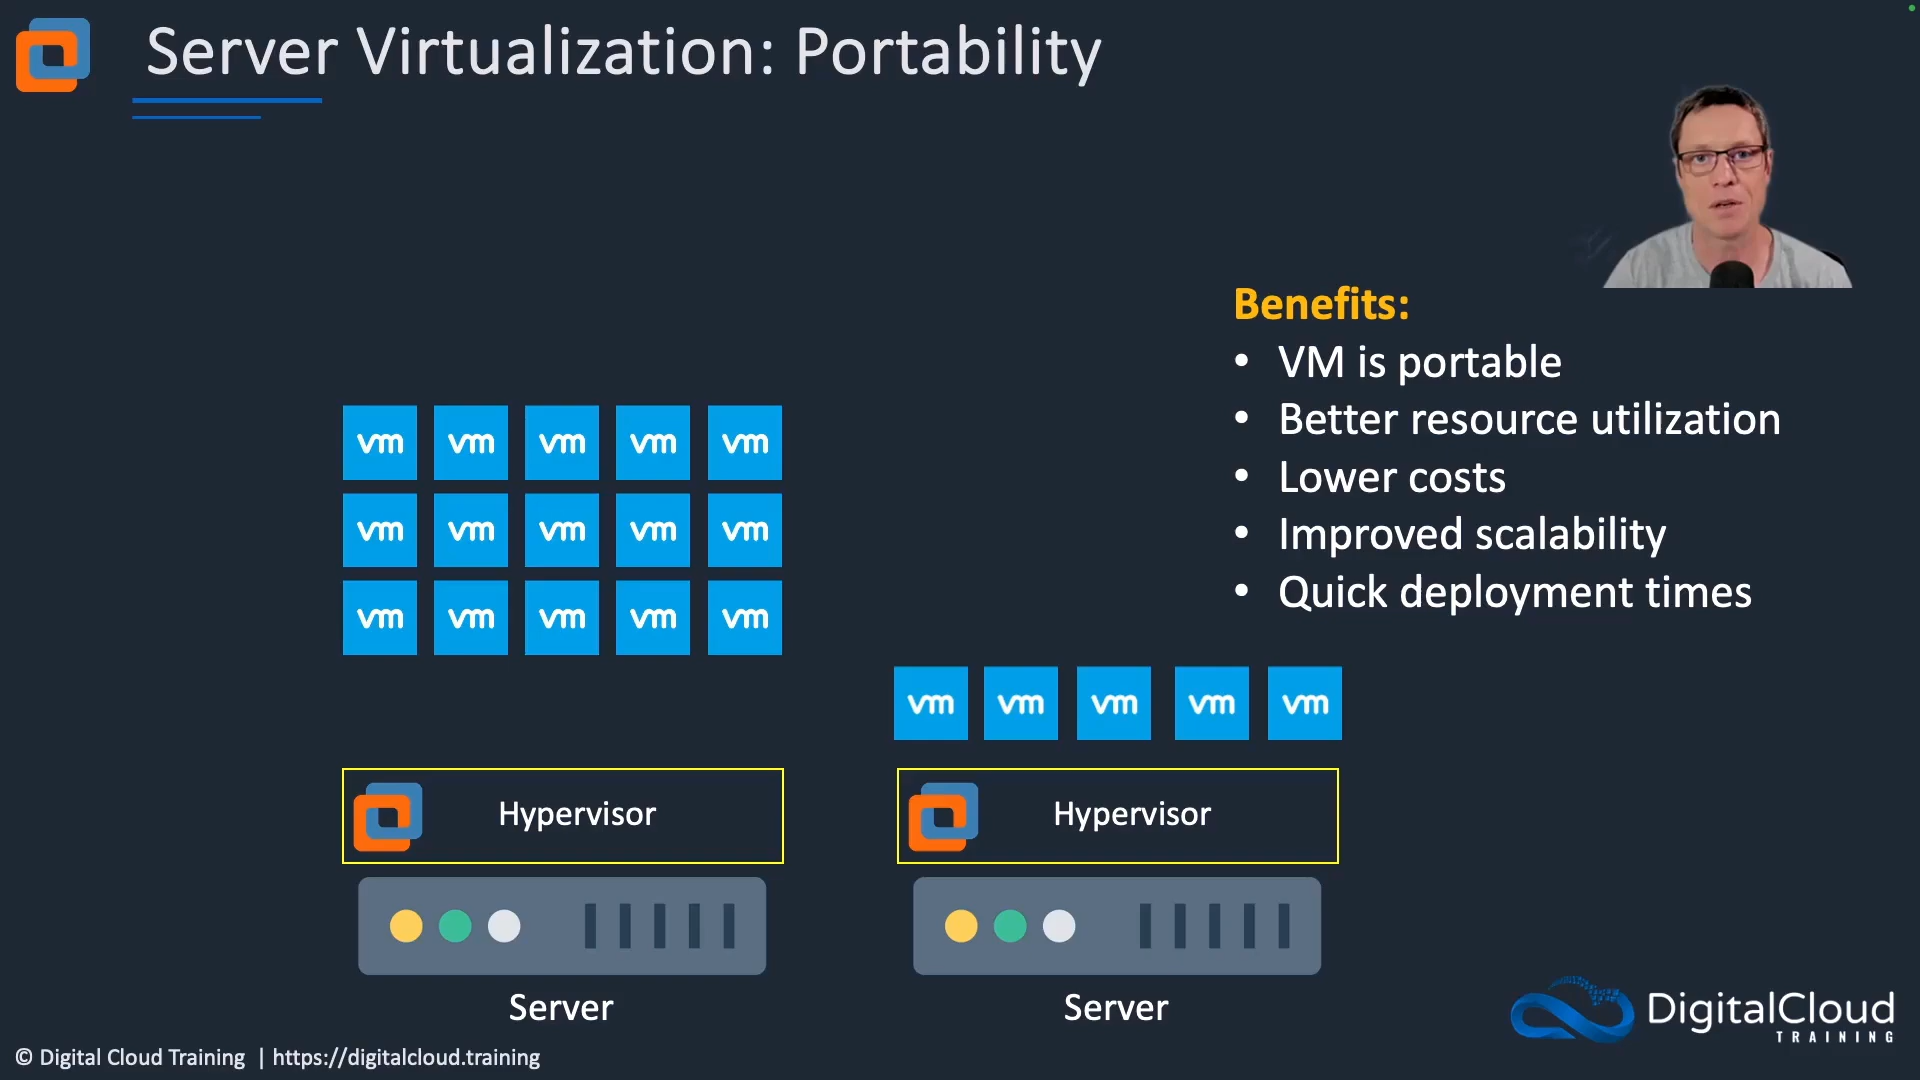 Server Virtualization: Portability
Benefits:
• VM is portable
• Better resource utilization
• Lower costs
• Improved scalability
• Quick deployment times
vm vm vm vm vm
vm vm vm vm vm
vm vm vm vm vm
vm vm vm vm vm
Hypervisor
Hypervisor
Server
Server
DigitalCloud
TRAINING
© Digital Cloud Training | https://digitalcloud.training